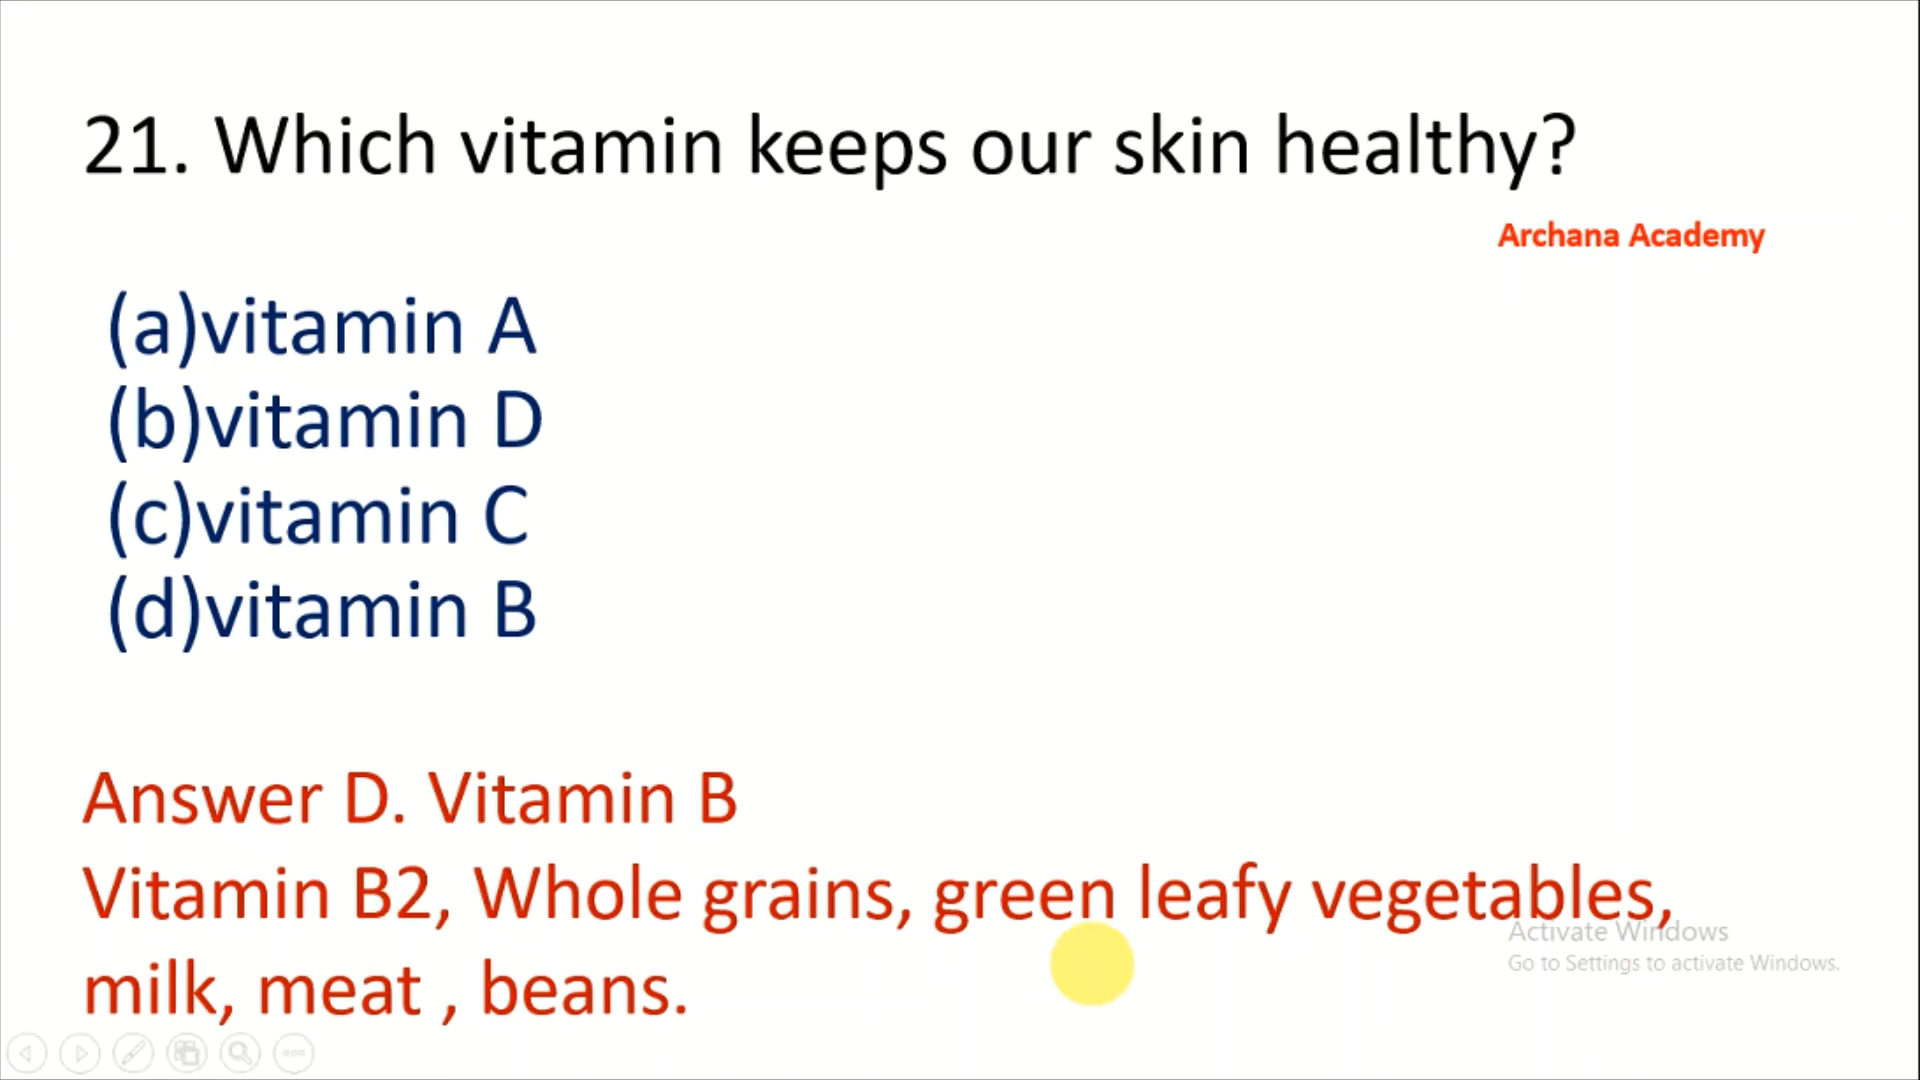 21. Which vitamin keeps our skin healthy?
Archana Academy
(a)vitamin A
(b)vitamin D
(c)vitamin C
(d)vitamin B
Answer D. Vitamin B
Vitamin B2, Whole grains, green leafy vegetables,
milk, meat , beans.
Activate Windows
Go to Settings to activate Windows.